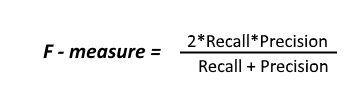 F - measure = 2*Recall*Precision
Recall + Precision